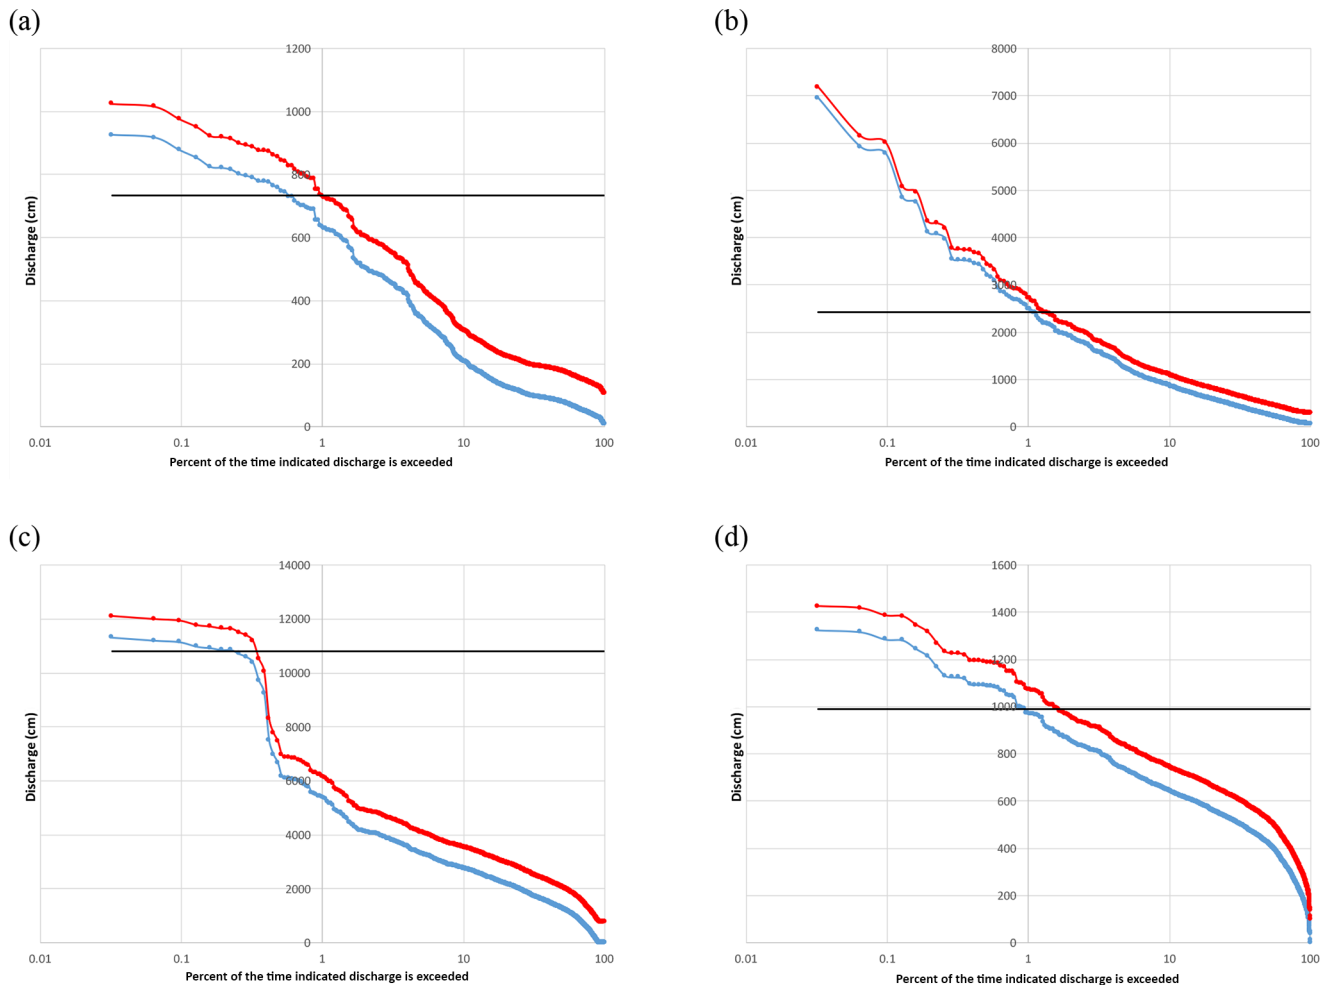 (a)
1200
1000
800
600
400
200
0
0.01 0.1 1 10 100
Discharge (cm)
Percent of the time indicated discharge is exceeded
(b)
8000
7000
6000
5000
4000
3000
2000
1000
0
0.01 0.1 1 10 100
Discharge (cm)
Percent of the time indicated discharge is exceeded
(c)
14000
12000
10000
8000
6000
4000
2000
0
0.01 0.1 1 10 100
Discharge (cm)
Percent of the time indicated discharge is exceeded
(d)
1600
1400
1200
1000
800
600
400
200
0
0.01 0.1 1 10 100
Discharge (cm)
Percent of the time indicated discharge is exceeded